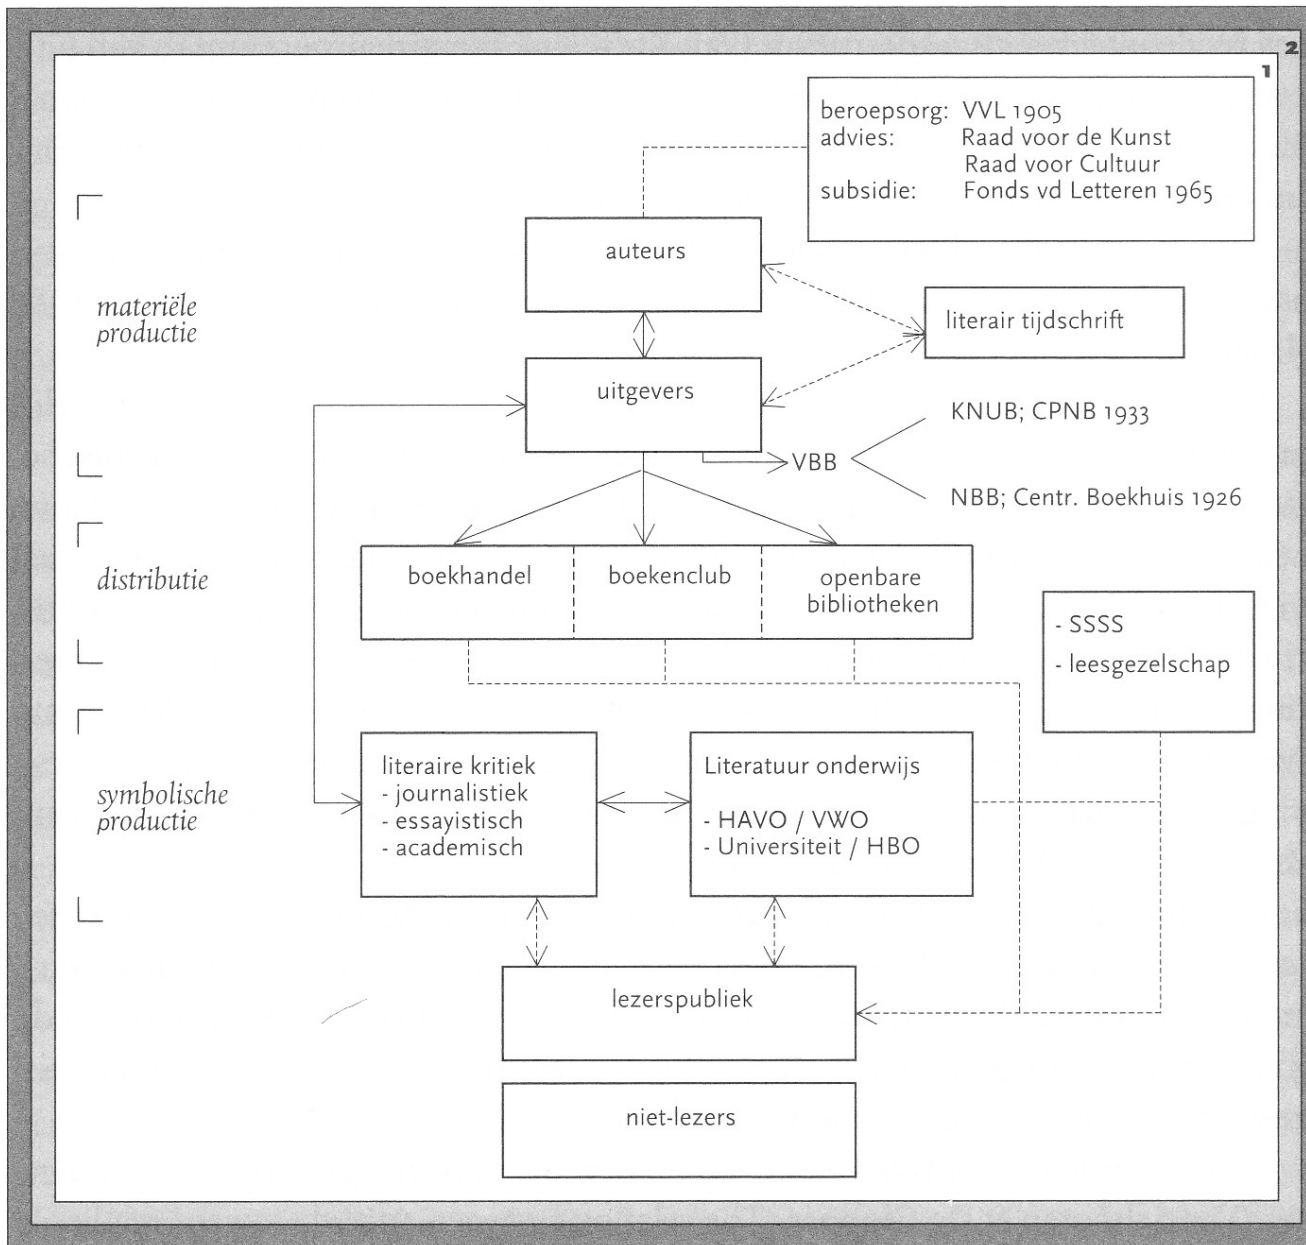 2
1
beroepsorg: VVL 1905
advies: Raad voor de Kunst
Raad voor Cultuur
subsidie: Fonds vd Letteren 1965
auteurs
materiële
productie
literair tijdschrift
uitgevers
KNUB; CPNB 1933
VBB
NBB; Centr. Boekhuis 1926
distributie
boekhandel
boekenclub
openbare
bibliotheken
- SSSS
- leesgezelschap
symbolische
productie
literaire kritiek
- journalistiek
- essayistisch
- academisch
Literatuur onderwijs
- HAVO / VWO
- Universiteit / HBO
lezerspubliek
niet-lezers